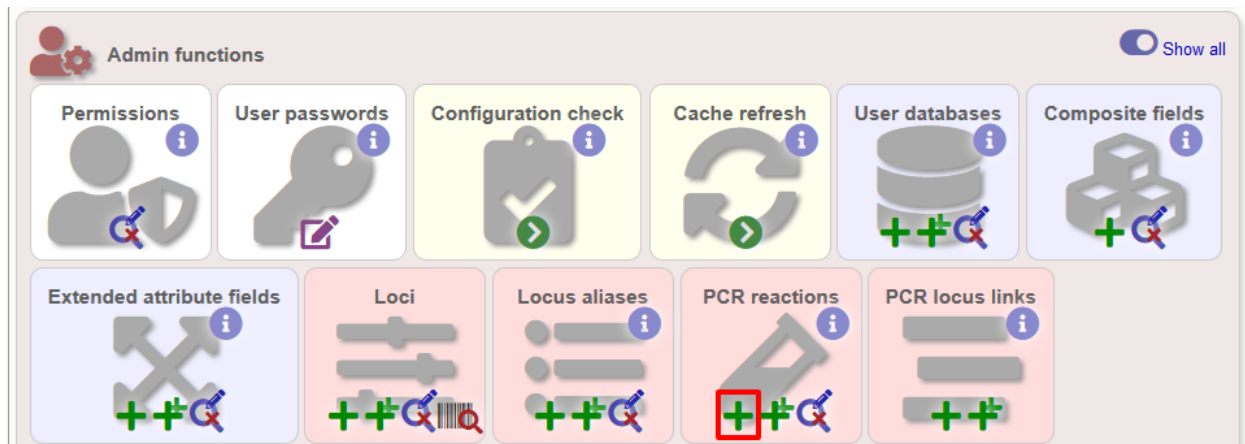 Admin functions
Show all
Permissions
User passwords
Configuration check
Cache refresh
User databases
Composite fields
Extended attribute fields
Loci
Locus aliases
PCR reactions
PCR locus links